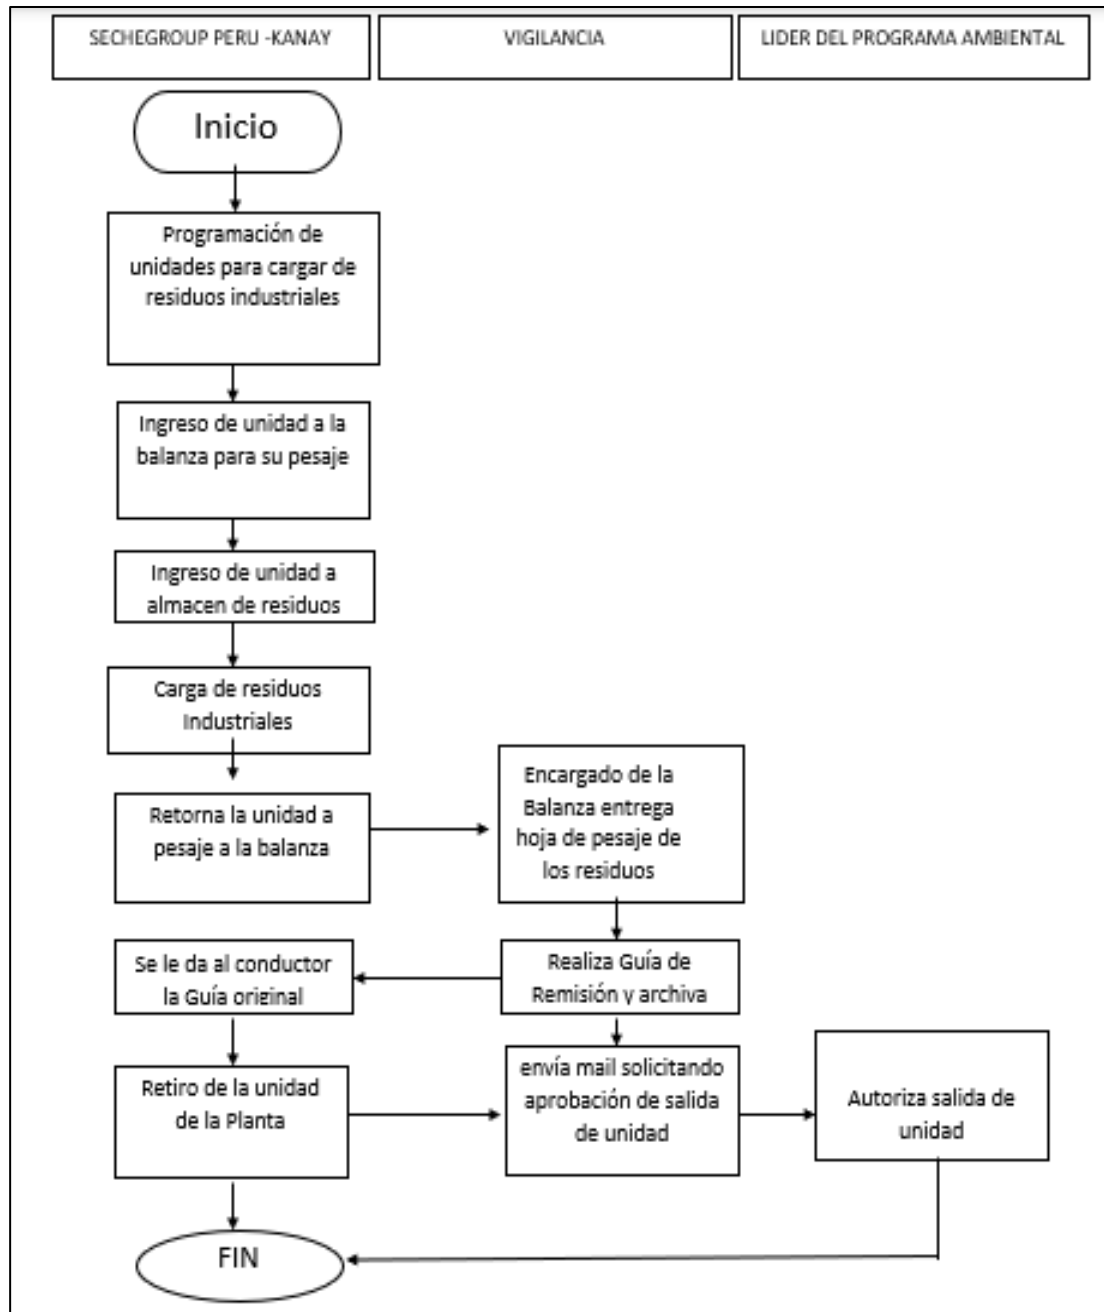 SECHEGROUP PERU -KANAY
VIGILANCIA
LIDER DEL PROGRAMA AMBIENTAL
Inicio
Programación de
unidades para cargar de
residuos industriales
Ingreso de unidad a la
balanza para su pesaje
Ingreso de unidad a
almacen de residuos
Carga de residuos
Industriales
Retorna la unidad a
pesaje a la balanza
Encargado de la
Balanza entrega
hoja de pesaje de
los residuos
Realiza Guía de
Remisión y archiva
Se le da al conductor
la Guía original
Retiro de la unidad
de la Planta
envía mail solicitando
aprobación de salida
de unidad
Autoriza salida de
unidad
FIN